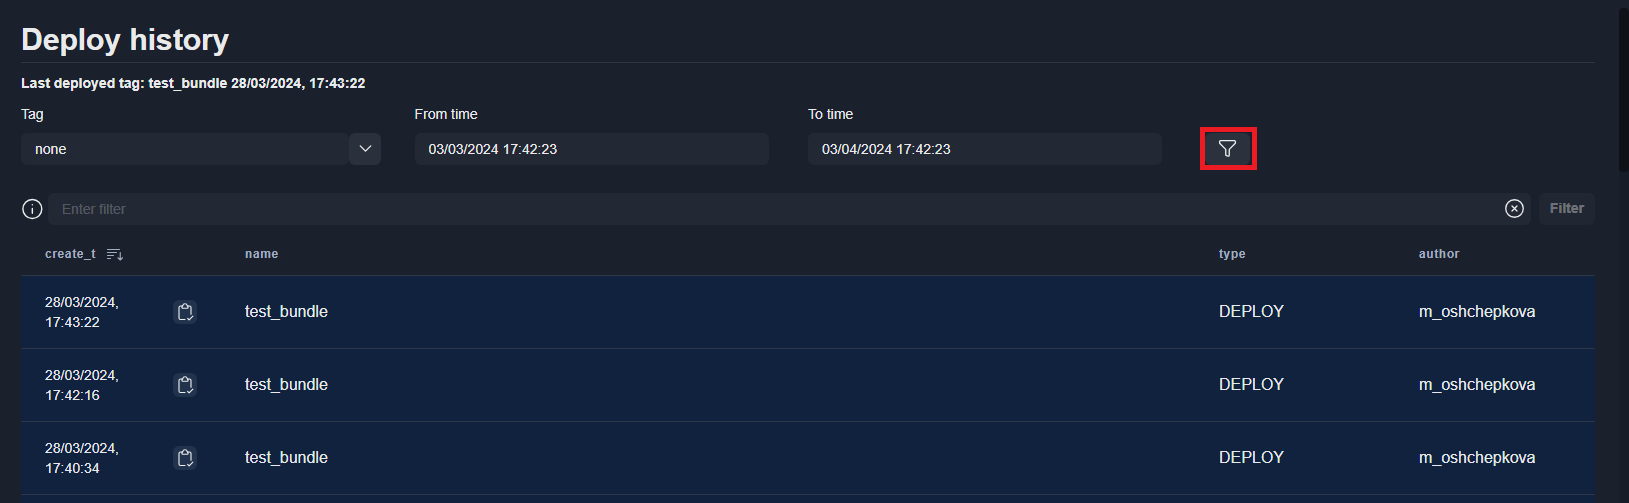 Deploy history
Last deployed tag: test_bundle 28/03/2024, 17:43:22
Tag From time To time
none 03/03/2024 17:42:23 03/04/2024 17:42:23
Enter filter Filter
create_t name type author
28/03/2024,
17:43:22 test_bundle DEPLOY m_oshchepkova
28/03/2024,
17:42:16 test_bundle DEPLOY m_oshchepkova
28/03/2024,
17:40:34 test_bundle DEPLOY m_oshchepkova